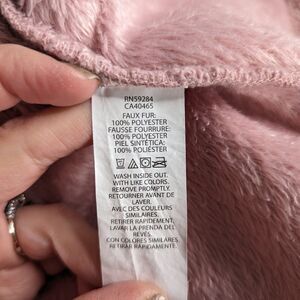 RN59284
CA40465
FAUX FUR:
100% POLYESTER
FAUSSE FOURRURE:
100% POLYESTER
PIEL SINTÉTICA:
100% POLIÉSTER
WASH INSIDE OUT.
WITH LIKE COLORS.
REMOVE PROMPTLY.
RETOURNER AVANT DE
LAVER.
AVEC DES COULEURS
SIMILAIRES.
RETIRER RAPIDEMENT.
LAVAR LA PRENDA DEL
REVÉS.
CON COLORES SIMILARES.
RETIRAR RÁPIDAMENTE.